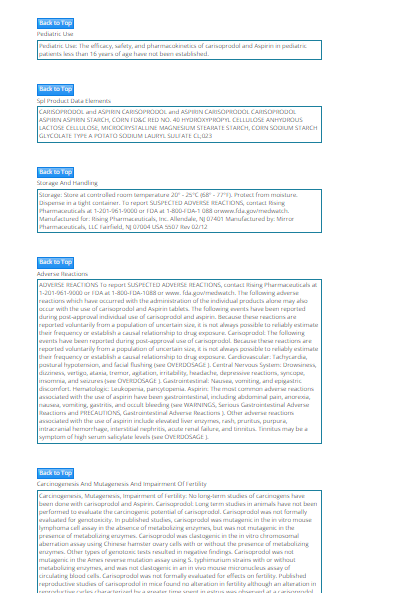 Back to Top
Pediatric Use
Pediatric Use: The efficacy, safety, and pharmacokinetics of carisoprodol and Aspirin in pediatric
patients less than 16 years of age have not been established.
Back to Top
Spl Product Data Elements
CARISOPRODOL and ASPIRIN CARISOPRODOL and ASPIRIN CARISOPRODOL CARISOPRODOL
ASPIRIN ASPIRIN STARCH, CORN FD&C RED NO. 40 HYDROXYPROPYL CELLULOSE ANHYDROUS
LACTOSE CELLULOSE, MICROCRYSTALLINE MAGNESIUM STEARATE STARCH, CORN SODIUM STARCH
GLYCOLATE TYPE A POTATO SODIUM LAURYL SULFATE CL;023
Back to Top
Storage And Handling
Storage: Store at controlled room temperature 20° - 25°C (68° - 77°F). Protect from moisture.
Dispense in a tight container. To report SUSPECTED ADVERSE REACTIONS, contact Rising
Pharmaceuticals at 1-201-961-9000 or FDA at 1-800-FDA-1 088 orwww.fda.gov/medwatch.
Manufactured for: Rising Pharmaceuticals, Inc. Allendale, NJ 07401 Manufactured by: Mirror
Pharmaceuticals, LLC Fairfield, NJ 07004 USA 5507 Rev 02/12
Back to Top
Adverse Reactions
ADVERSE REACTIONS To report SUSPECTED ADVERSE REACTIONS, contact Rising Pharmaceuticals at
1-201-961-9000 or FDA at 1-800-FDA-1088 or www. fda.gov/medwatch. The following adverse
reactions which have occurred with the administration of the individual products alone may also
occur with the use of carisoprodol and Aspirin tablets. The following events have been reported
during post-approval individual use of carisoprodol and aspirin. Because these reactions are
reported voluntarily from a population of uncertain size, it is not always possible to reliably estimate
their frequency or establish a causal relationship to drug exposure. Carisoprodol: The following
events have been reported during post-approval use of carisoprodol. Because these reactions are
reported voluntarily from a population of uncertain size, it is not always possible to reliably estimate
their frequency or establish a causal relationship to drug exposure. Cardiovascular: Tachycardia,
postural hypotension, and facial flushing (see OVERDOSAGE ). Central Nervous System: Drowsiness,
dizziness, vertigo, ataxia, tremor, agitation, irritability, headache, depressive reactions, syncope,
insomnia, and seizures (see OVERDOSAGE ). Gastrointestinal: Nausea, vomiting, and epigastric
discomfort. Hematologic: Leukopenia, pancytopenia. Aspirin: The most common adverse reactions
associated with the use of aspirin have been gastrointestinal, including abdominal pain, anorexia,
nausea, vomiting, gastritis, and occult bleeding (see WARNINGS, Serious Gastrointestinal Adverse
Reactions and PRECAUTIONS, Gastrointestinal Adverse Reactions ). Other adverse reactions
associated with the use of aspirin include elevated liver enzymes, rash, pruritus, purpura,
intracranial hemorrhage, interstitial nephritis, acute renal failure, and tinnitus. Tinnitus may be a
symptom of high serum salicylate levels (see OVERDOSAGE ).
Back to Top
Carcinogenesis And Mutagenesis And Impairment Of Fertility
Carcinogenesis, Mutagenesis, Impairment of Fertility: No long-term studies of carcinogens have
been done with carisoprodol and Aspirin. Carisoprodol: Long term studies in animals have not been
performed to evaluate the carcinogenic potential of carisoprodol. Carisoprodol was not formally
evaluated for genotoxicity. In published studies, carisoprodol was mutagenic in the in vitro mouse
lymphoma cell assay in the absence of metabolizing enzymes, but was not mutagenic in the
presence of metabolizing enzymes. Carisoprodol was clastogenic in the in vitro chromosomal
aberration assay using Chinese hamster ovary cells with or without the presence of metabolizing
enzymes. Other types of genotoxic tests resulted in negative findings. Carisoprodol was not
mutagenic in the Ames reverse mutation assay using S. typhimurium strains with or without
metabolizing enzymes, and was not clastogenic in an in vivo mouse micronucleus assay of
circulating blood cells. Carisoprodol was not formally evaluated for effects on fertility. Published
reproductive studies of carisoprodol in mice found no alteration in fertility although an alteration in
reproductive cycles characterized by a greater time spent in estrus was observed at a carisoprodol